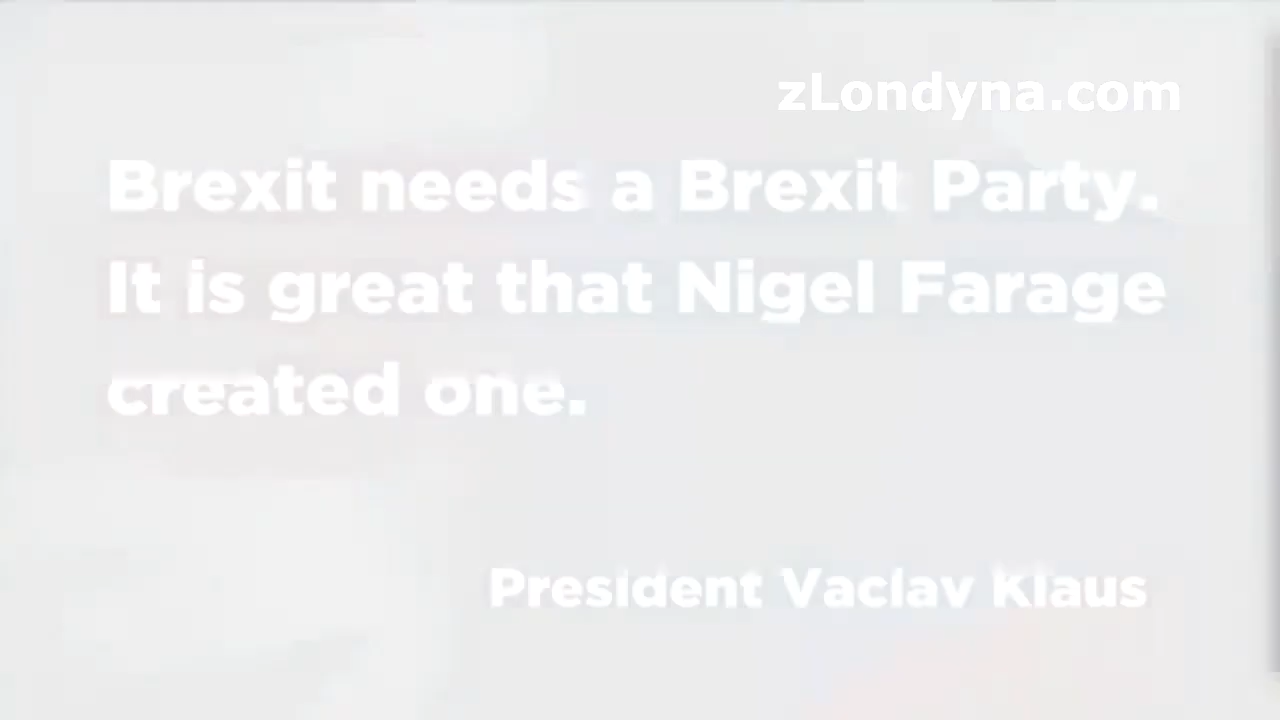 zLondyna.com
Brexit needs a Brexit Party.
It is great that Nigel Farage
created one.
President Vaclav Klaus